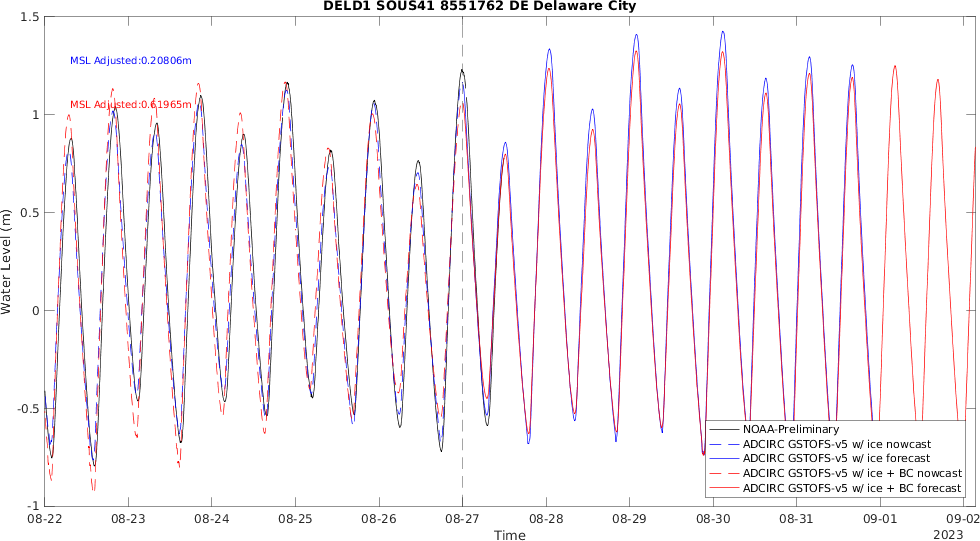 DELD1 SOUS41 8551762 DE Delaware City
1.5
MSL Adjusted:0.20806m
MSL Adjusted:0.61965m
1
0.5
0
-0.5
-1
Water Level (m)
NOAA-Preliminary
ADCIRC GSTOFS-v5 w/ ice nowcast
ADCIRC GSTOFS-v5 w/ ice forecast
ADCIRC GSTOFS-v5 w/ ice + BC nowcast
ADCIRC GSTOFS-v5 w/ ice + BC forecast
08-22 08-23 08-24 08-25 08-26 08-27 08-28 08-29 08-30 08-31 09-01 09-02
Time
2023